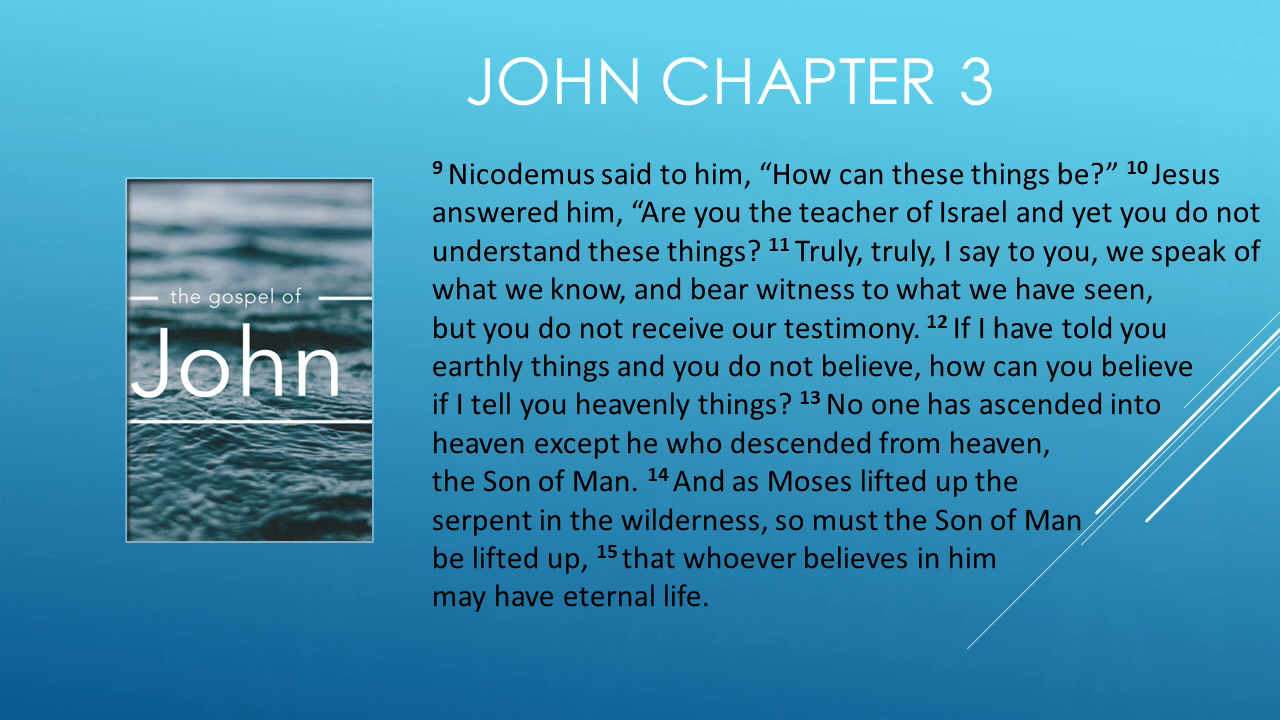 JOHN CHAPTER 3
the gospel of
John
9 Nicodemus said to him, “How can these things be?” 10 Jesus
answered him, “Are you the teacher of Israel and yet you do not
understand these things? 11 Truly, truly, I say to you, we speak of
what we know, and bear witness to what we have seen,
but you do not receive our testimony. 12 If I have told you
earthly things and you do not believe, how can you believe
if I tell you heavenly things? 13 No one has ascended into
heaven except he who descended from heaven,
the Son of Man. 14 And as Moses lifted up the
serpent in the wilderness, so must the Son of Man
be lifted up, 15 that whoever believes in him
may have eternal life.